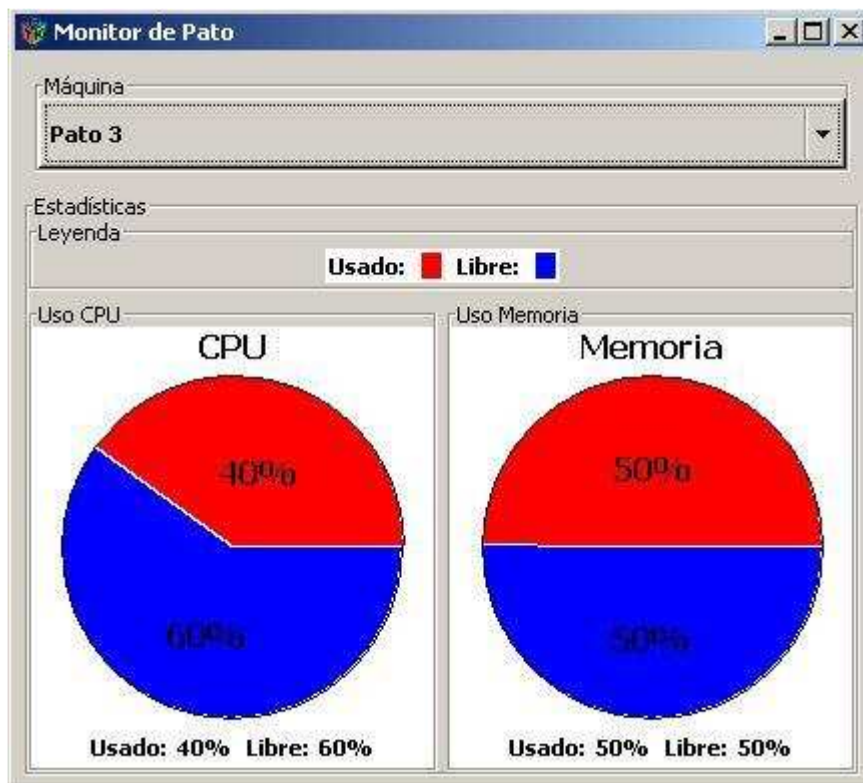 Monitor de Pato
Máquina
Pato 3
Estadísticas
Leyenda
Usado: Libre:
Uso CPU
CPU
40%
60%
Usado: 40% Libre: 60%
Uso Memoria
Memoria
50%
50%
Usado: 50% Libre: 50%